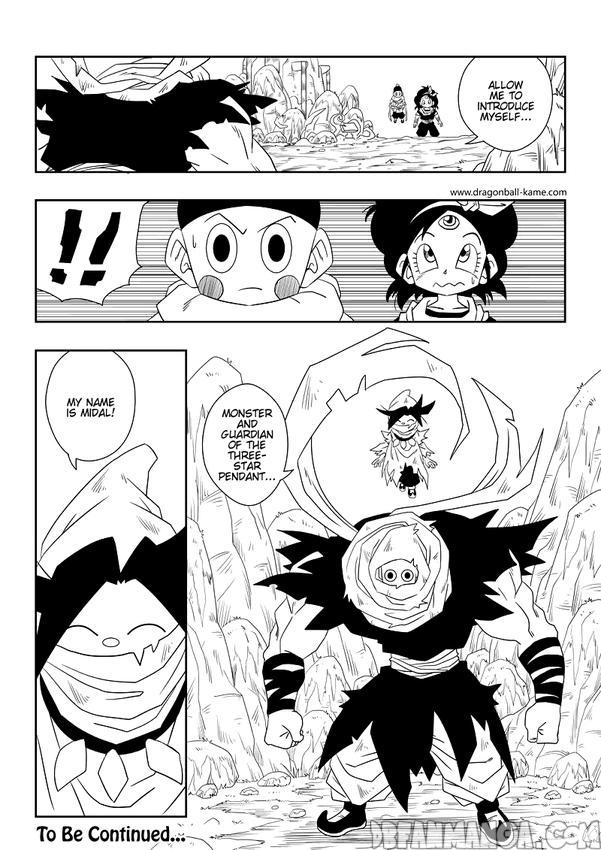 ALLOW
ME TO
INTRODUCE
MYSELF...
www.dragonball-kame.com
!!
MONSTER
AND
GUARDIAN
OF THE
THREE-
STAR
PENDANT...
MY NAME
IS MIDAL!
To Be Continued...
DBFANMANGA.COM